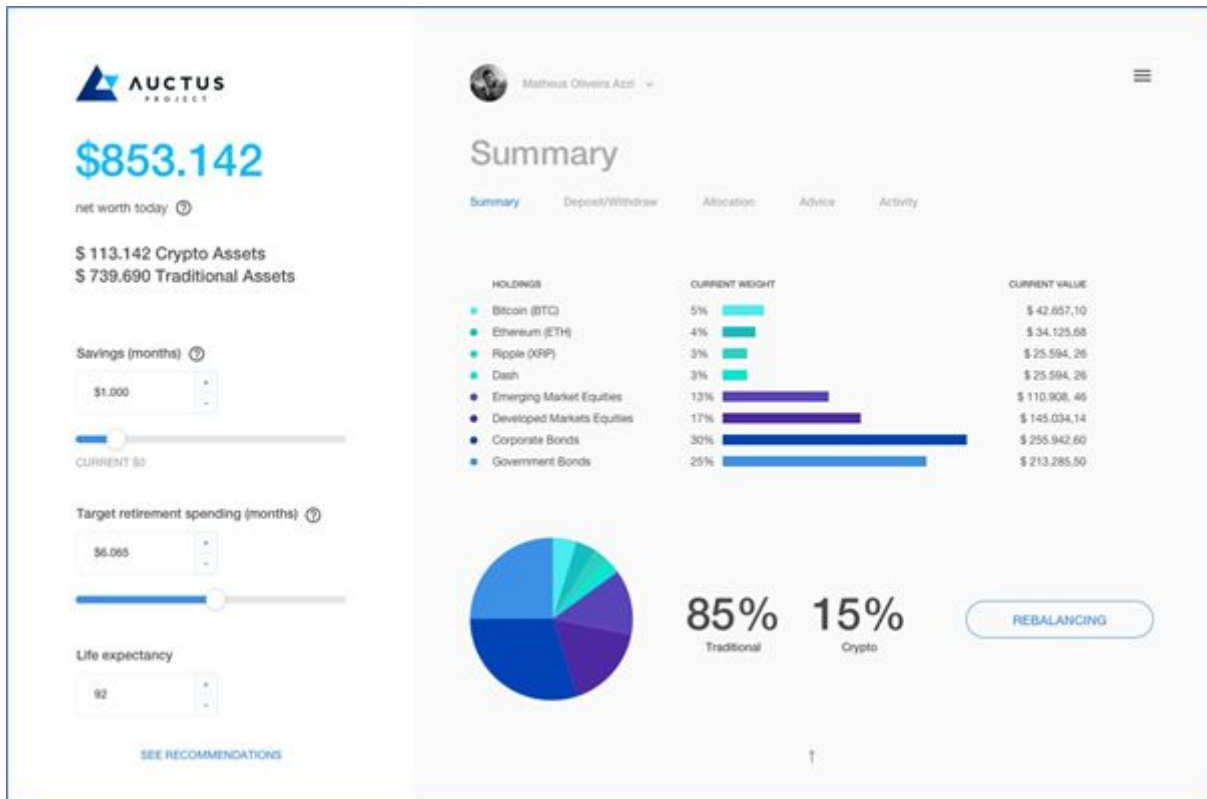 AUCTUS
PROJECT
$853.142
net worth today ?
$ 113.142 Crypto Assets
$ 739.690 Traditional Assets
Savings (months) ?
$1.000
CURRENT $0
Target retirement spending (months) ?
$6.065
Life expectancy
92
SEE RECOMMENDATIONS
Matheus Oliveira Azzi
Summary
Summary Deposit/Withdraw Allocation Advice Activity
HOLDINGS CURRENT WEIGHT CURRENT VALUE
Bitcoin (BTC) 5% $ 42.657,10
Ethereum (ETH) 4% $ 34.125,68
Ripple (XRP) 3% $ 25.594, 26
Dash 3% $ 25.594, 26
Emerging Market Equities 13% $ 110.908, 46
Developed Markets Equities 17% $ 145.034,14
Corporate Bonds 30% $ 255.942,60
Government Bonds 25% $ 213.285,50
85% 15%
Traditional Crypto
REBALANCING